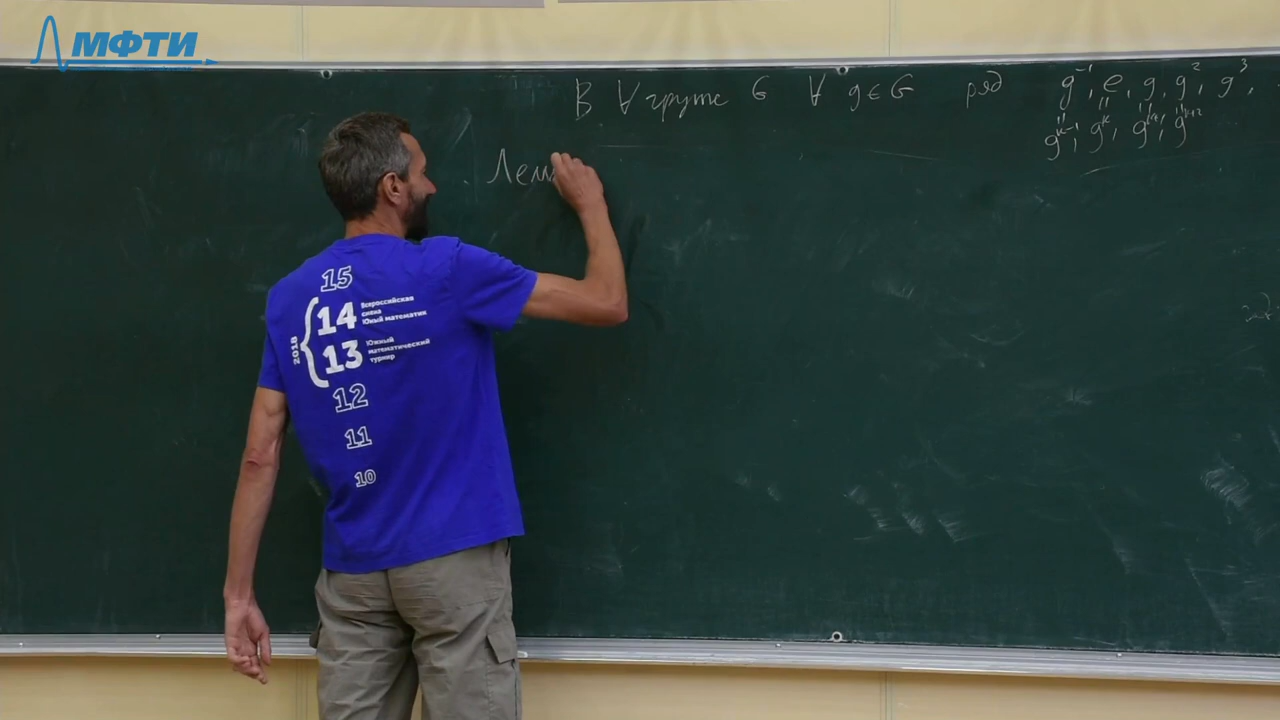 МФТИ
В ∀ группе G ∀ g ∈ G ряд g⁻¹, e, g, g², g³,
gᵏ⁻¹, gᵏ, gᵏ⁺¹, gᵏ⁺²
Лем
15
2018 { 14 Всероссийская
смена
Юный математик
13 Южный
математический
турнир
12
11
10